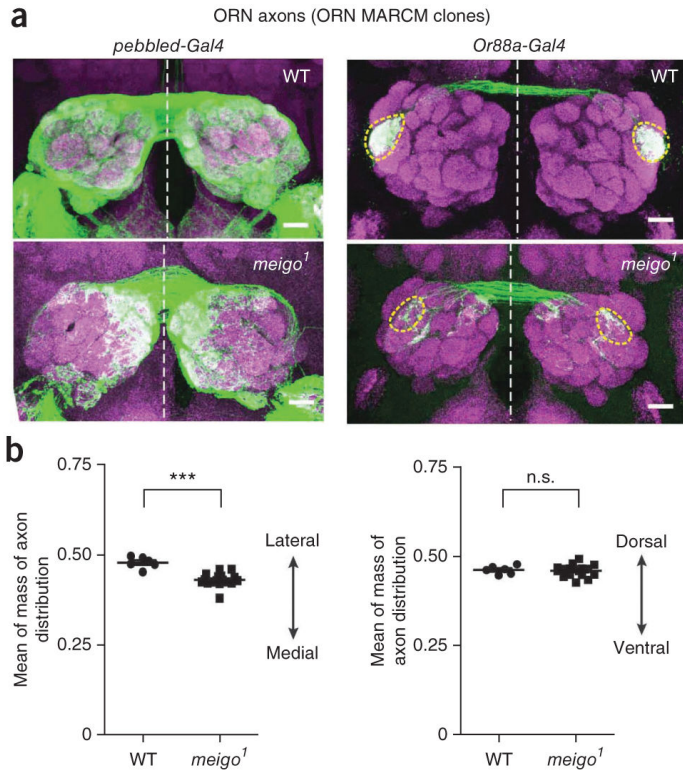 a
ORN axons (ORN MARCM clones)
pebbled-Gal4
Or88a-Gal4
WT
WT
meigo¹
meigo¹
b
Mean of mass of axon
distribution
0.75
0.50
0.25
0
***
Lateral
Medial
WT
meigo¹
Mean of mass of
axon distribution
0.75
0.50
0.25
0
n.s.
Dorsal
Ventral
WT
meigo¹